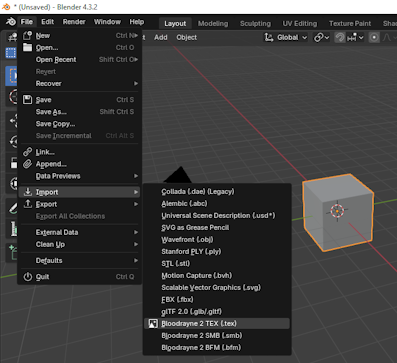 * (Unsaved) - Blender 4.3.2
File Edit Render Window Help Layout Modeling Sculpting UV Editing Texture Paint
Add Object Global
New Ctrl N
Open... Ctrl O
Open Recent Shift Ctrl O
Revert
Recover
Save Ctrl S
Save As... Shift Ctrl S
Save Copy...
Save Incremental Ctrl Alt S
Link...
Append...
Data Previews
Import
Export
Export All Collections
External Data
Clean Up
Defaults
Quit Ctrl Q
Collada (.dae) (Legacy)
Alembic (.abc)
Universal Scene Description (.usd*)
SVG as Grease Pencil
Wavefront (.obj)
Stanford PLY (.ply)
STL (.stl)
Motion Capture (.bvh)
Scalable Vector Graphics (.svg)
FBX (.fbx)
glTF 2.0 (.glb/.gltf)
Bloodrayne 2 TEX (.tex)
Bloodrayne 2 SMB (.smb)
Bloodrayne 2 BFM (.bfm)